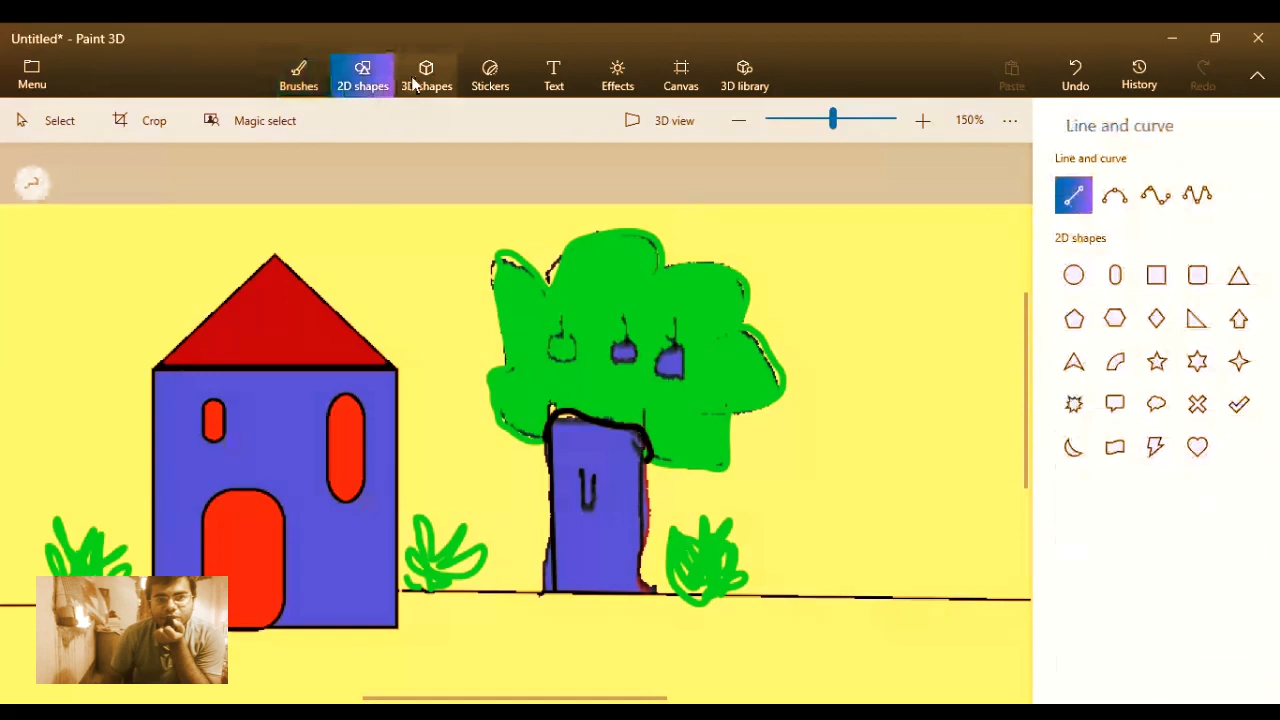 Untitled* - Paint 3D
Menu
Brushes
2D shapes
3D shapes
Stickers
Text
Effects
Canvas
3D library
Paste
Undo
History
Redo
Select
Crop
Magic select
3D view
150%
Line and curve
Line and curve
2D shapes